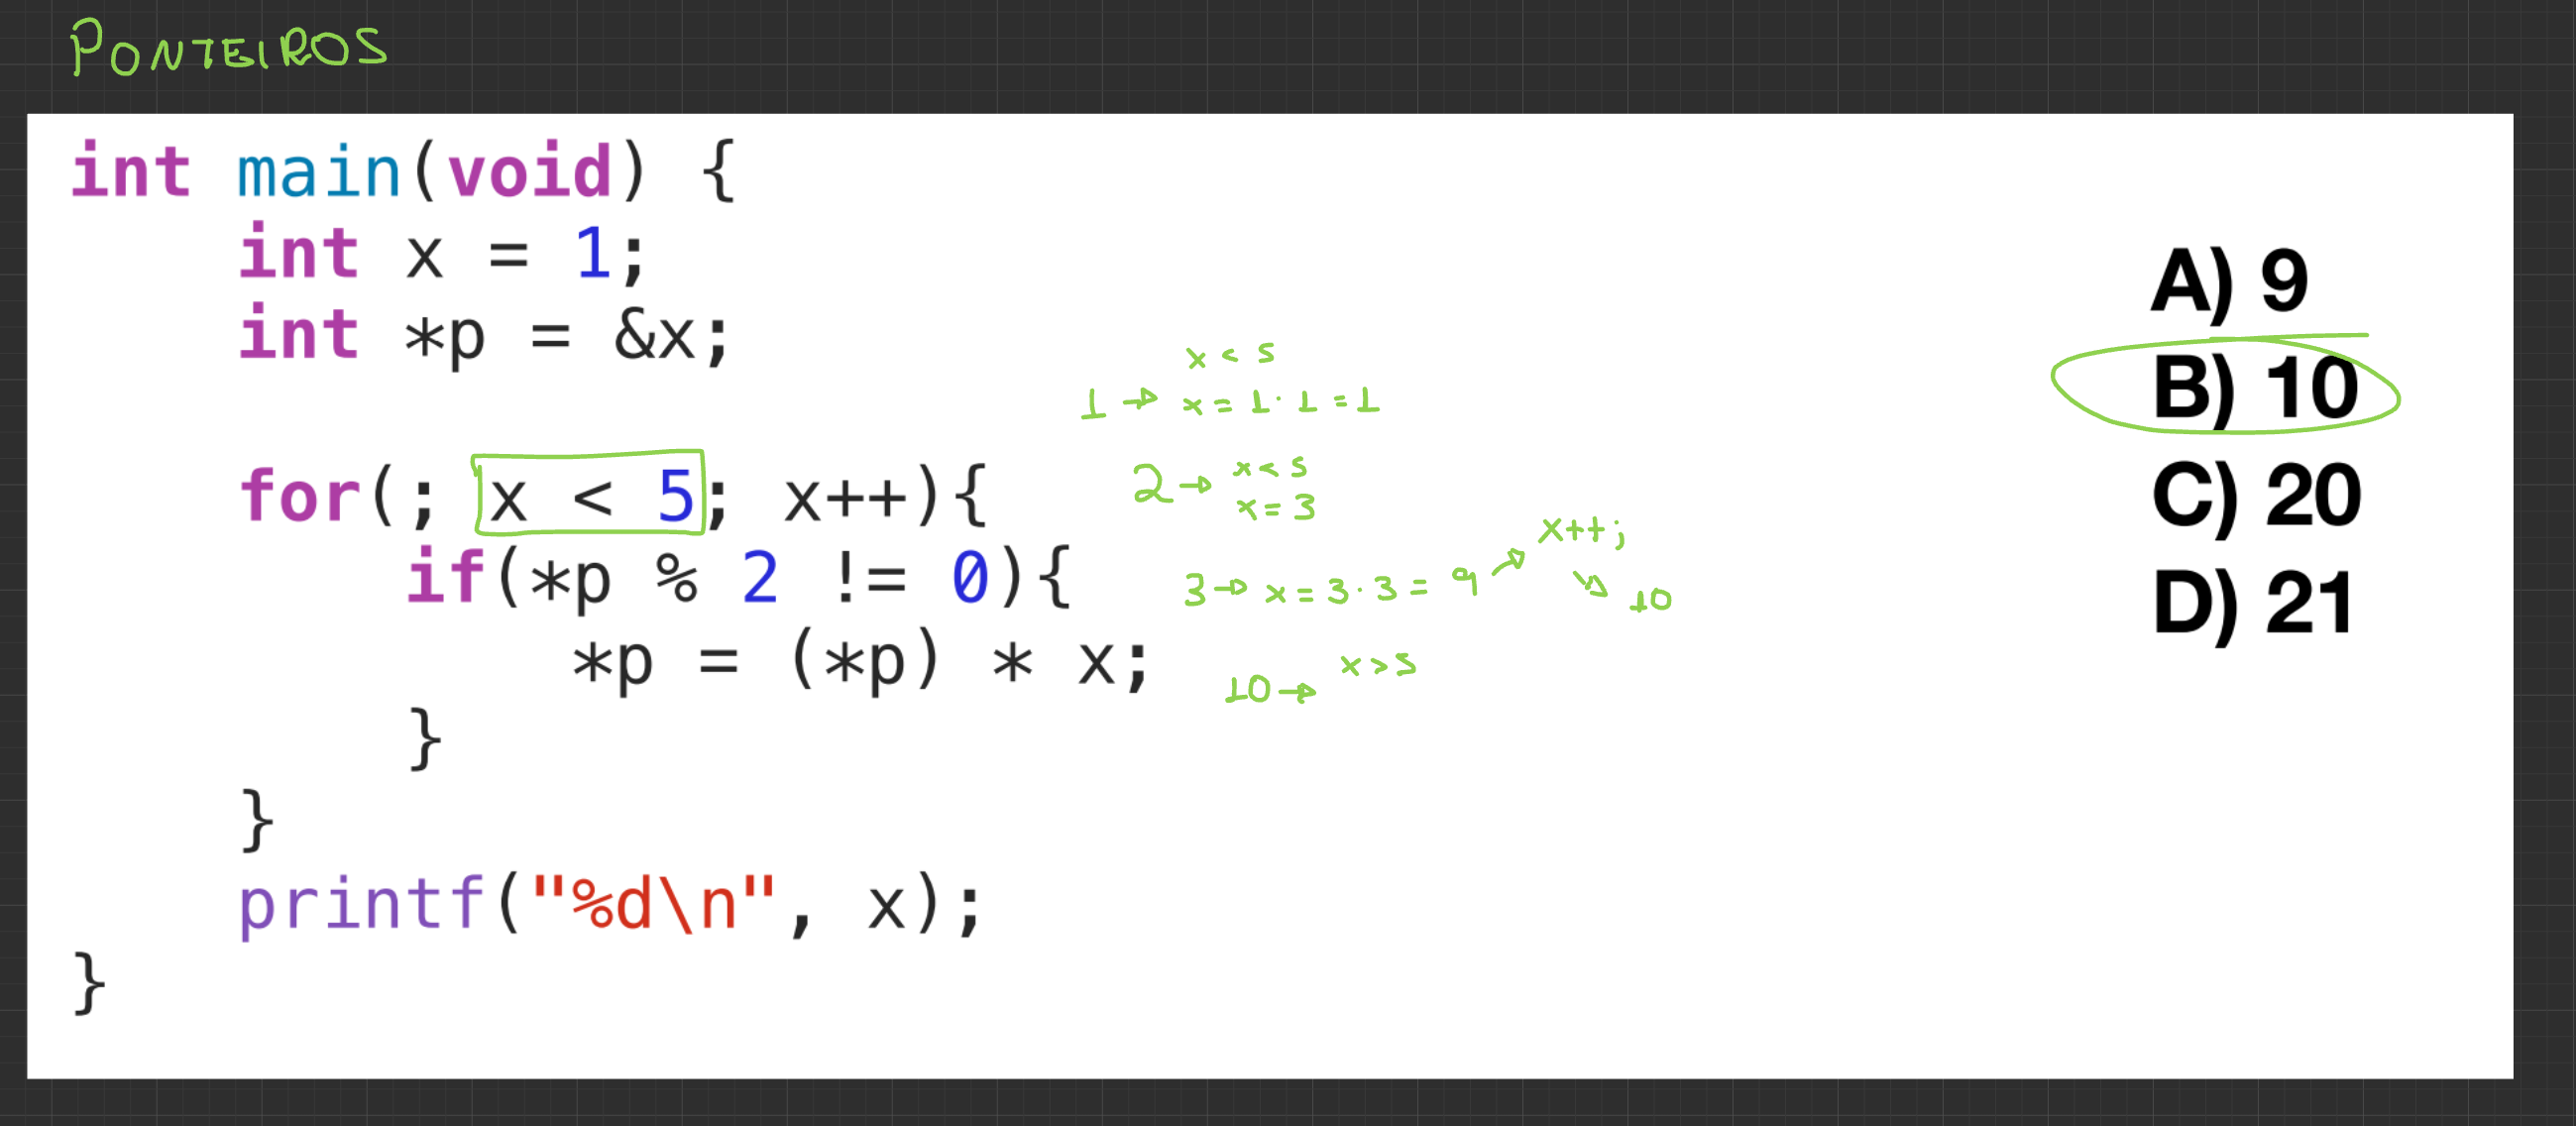 PONTEIROS
int main(void) {
int x = 1;
int *p = &x;
for(; x < 5; x++){
if(*p % 2 != 0){
*p = (*p) * x;
}
}
printf("%d\n", x);
}
x < 5
1 → x = 1 · 1 = 1
2 → x < 5
x = 3
3 → x = 3 · 3 = 9 → x++;
→ 10
10 → x > 5
A) 9
B) 10
C) 20
D) 21